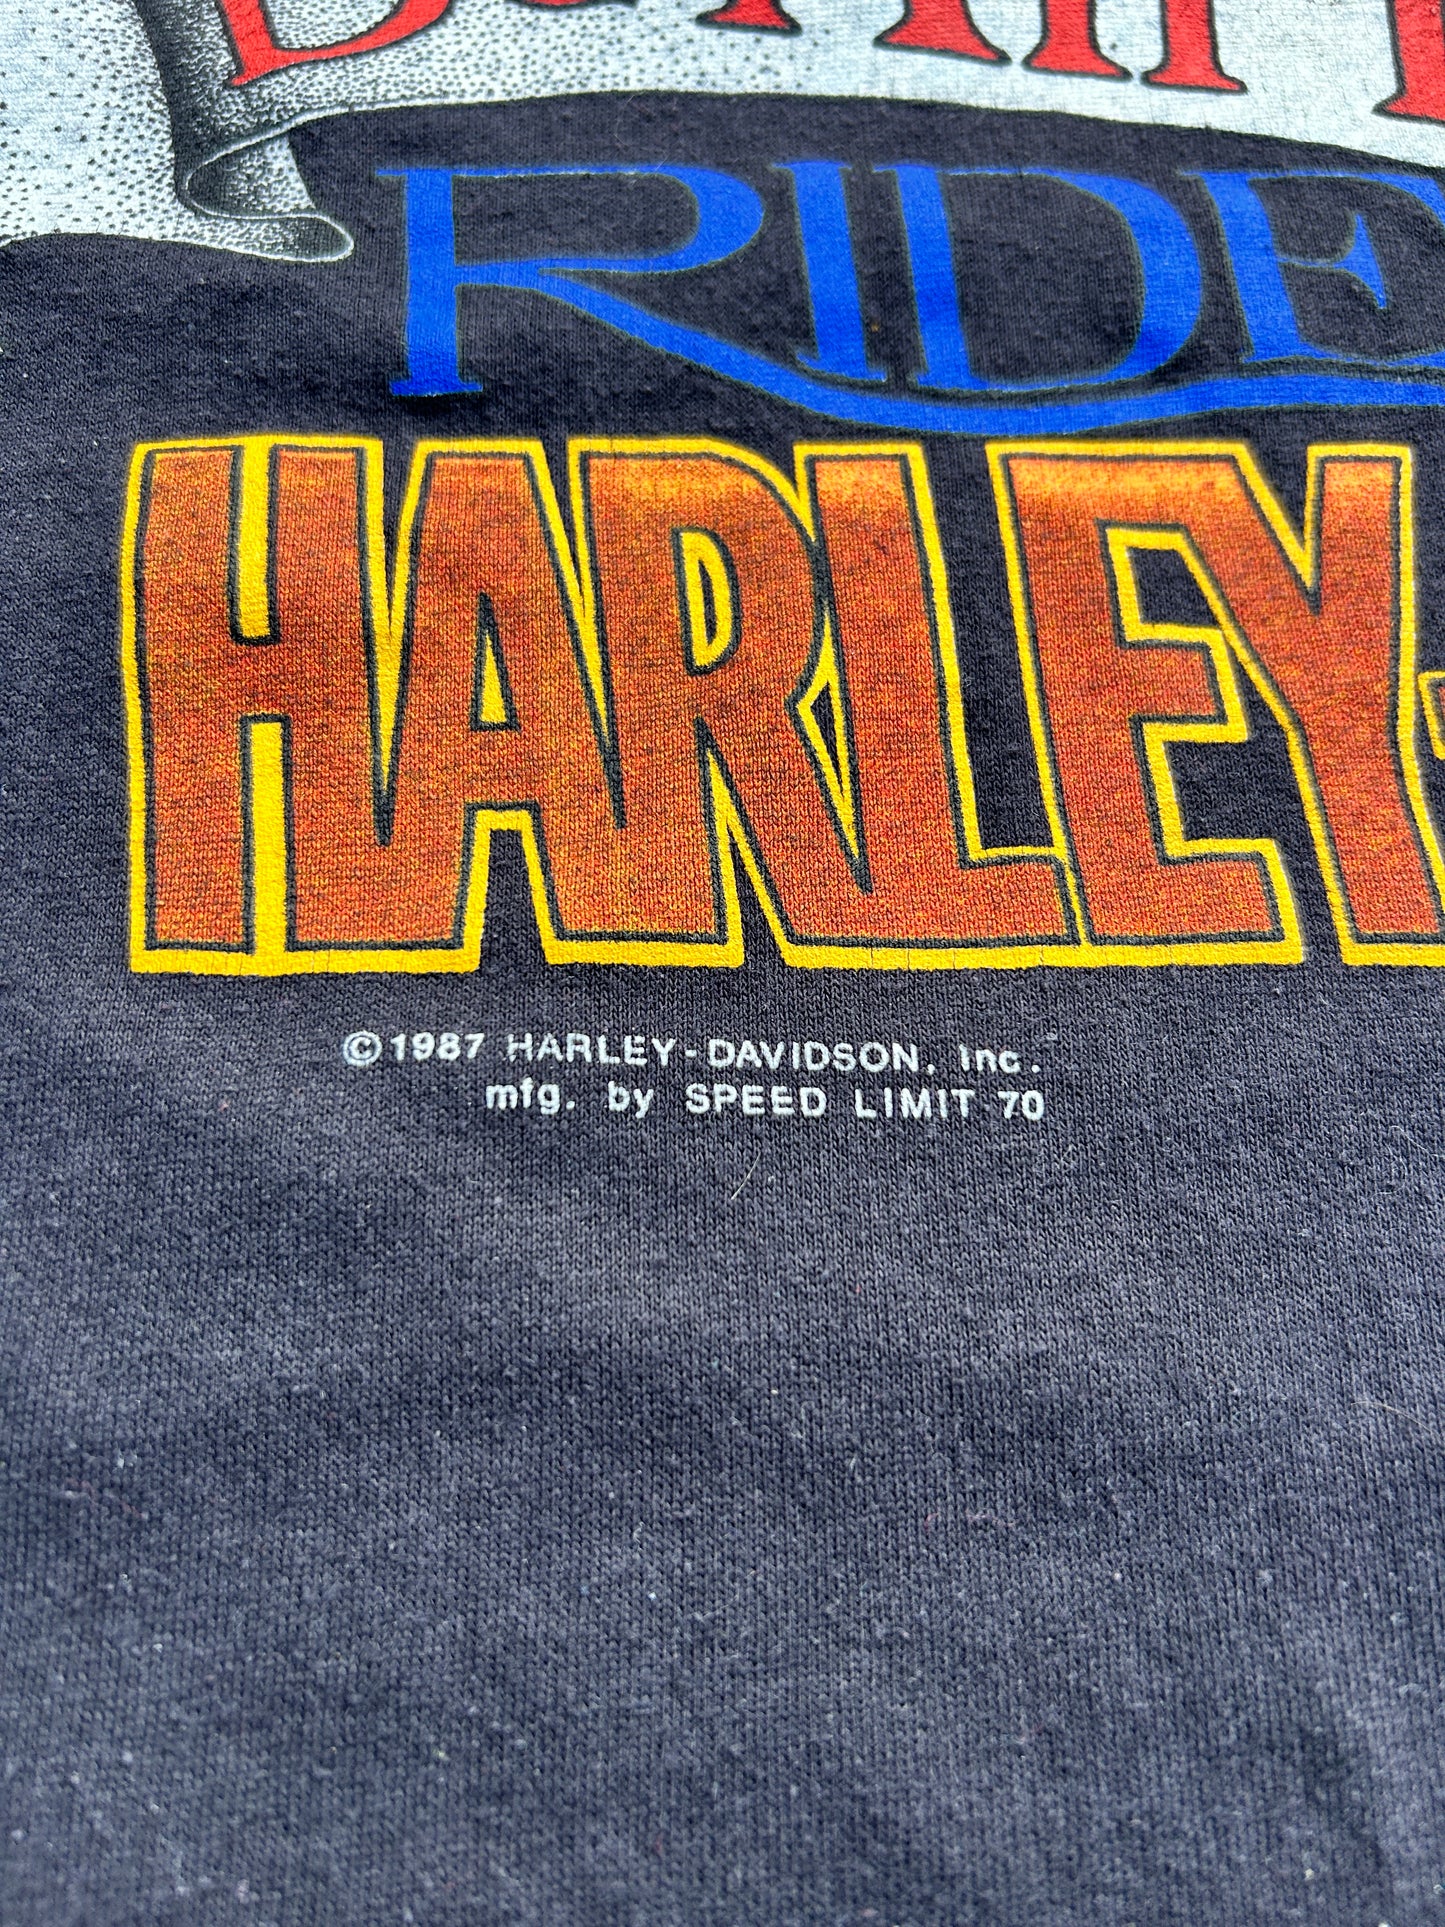 RIDE
HARLEY-
©1987 HARLEY-DAVIDSON, Inc.
mfg. by SPEED LIMIT 70